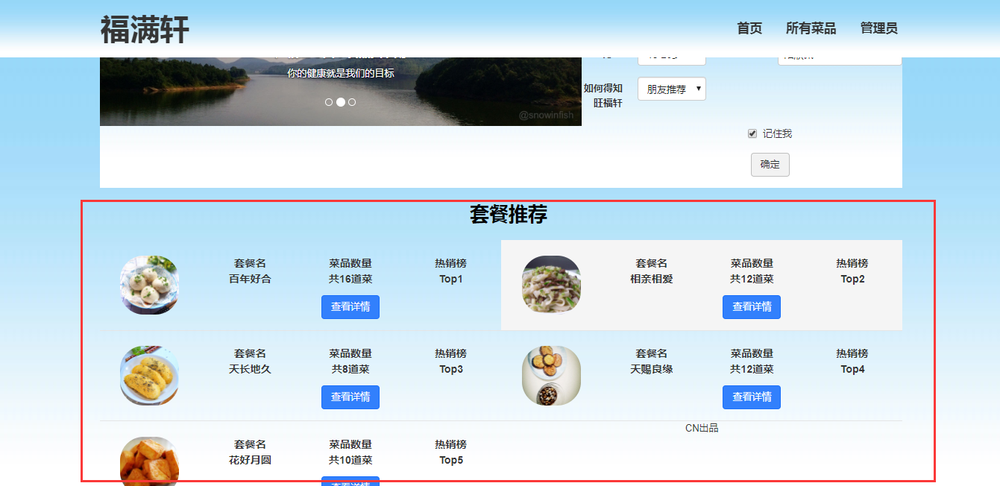 福满轩
首页 所有菜品 管理员
你的健康就是我们的目标
@snowinfish
如何得知
旺福轩
朋友推荐
记住我
确定
套餐推荐
套餐名 菜品数量 热销榜
百年好合 共16道菜 Top1
查看详情
套餐名 菜品数量 热销榜
相亲相爱 共12道菜 Top2
查看详情
套餐名 菜品数量 热销榜
天长地久 共8道菜 Top3
查看详情
套餐名 菜品数量 热销榜
天赐良缘 共12道菜 Top4
查看详情
套餐名 菜品数量 热销榜
花好月圆 共10道菜 Top5
查看详情
CN出品